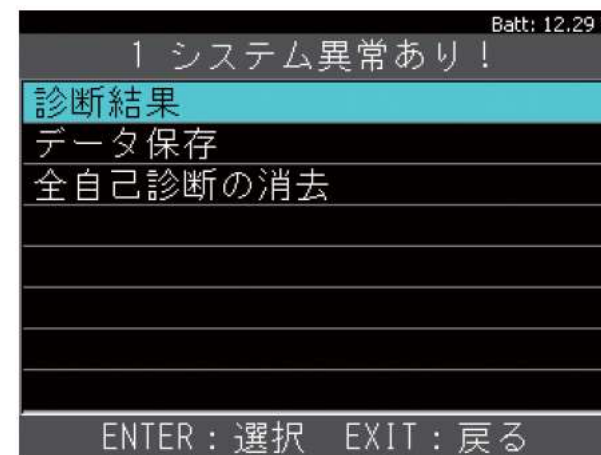 Batt: 12.29
1 システム異常あり！
診断結果
データ保存
全自己診断の消去
ENTER：選択　EXIT：戻る